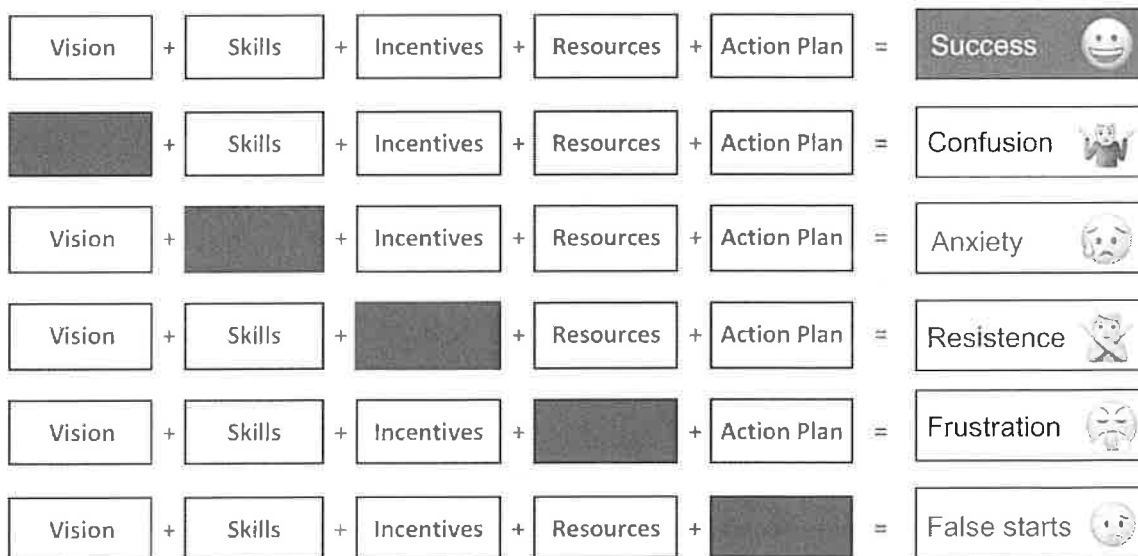 Vision + Skills + Incentives + Resources + Action Plan = Success
+ Skills + Incentives + Resources + Action Plan = Confusion
Vision + + Incentives + Resources + Action Plan = Anxiety
Vision + Skills + + Resources + Action Plan = Resistence
Vision + Skills + Incentives + + Action Plan = Frustration
Vision + Skills + Incentives + Resources + = False starts